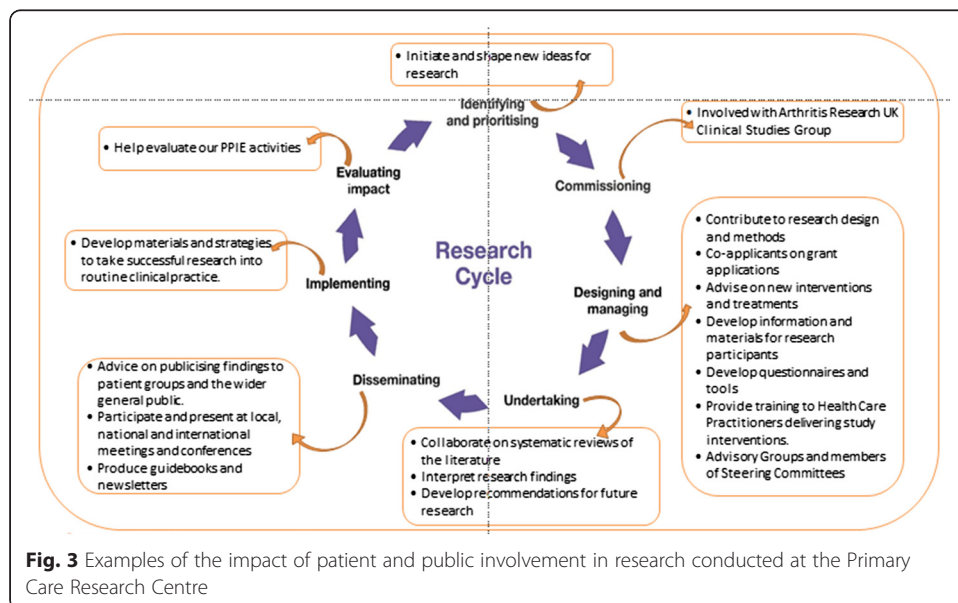 • Initiate and shape new ideas for
research
Identifying
and prioritising
• Involved with Arthritis Research UK
Clinical Studies Group
Commissioning
• Contribute to research design
and methods
• Co-applicants on grant
applications
• Advise on new interventions
and treatments
• Develop information and
materials for research
participants
• Develop questionnaires and
tools
• Provide training to Health Care
Practitioners delivering study
interventions.
• Advisory Groups and members
of Steering Committees
Designing and
managing
Undertaking
• Collaborate on systematic reviews of
the literature
• Interpret research findings
• Develop recommendations for future
research
Disseminating
• Advice on publicising findings to
patient groups and the wider
general public.
• Participate and present at local,
national and international
meetings and conferences
• Produce guidebooks and
newsletters
Implementing
• Develop materials and strategies
to take successful research into
routine clinical practice.
Evaluating
impact
• Help evaluate our PPIE activities
Research
Cycle
Fig. 3 Examples of the impact of patient and public involvement in research conducted at the Primary
Care Research Centre